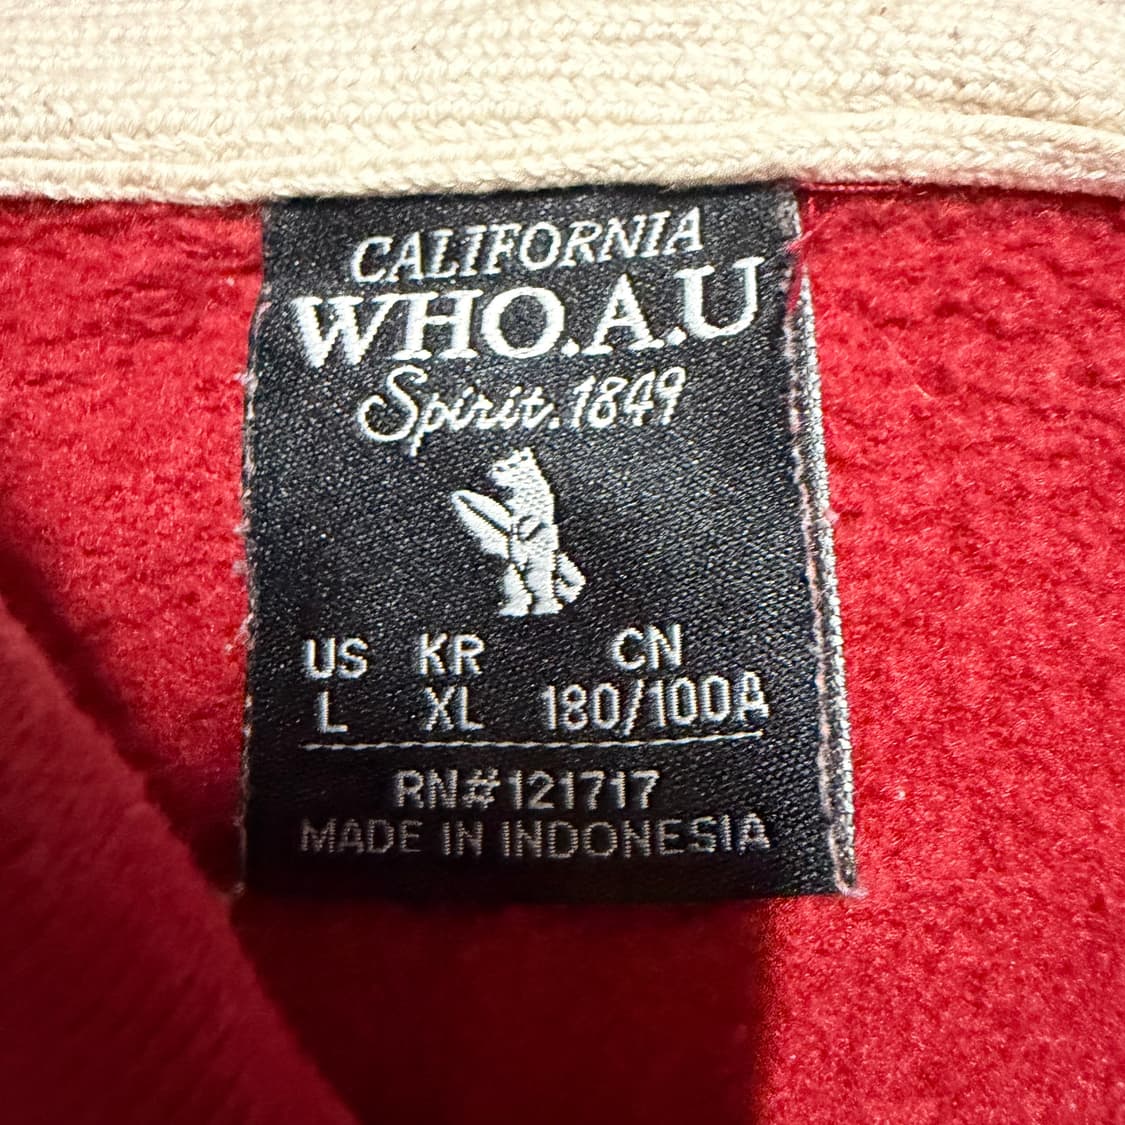 CALIFORNIA
WHO.A.U
Spirit.1849
US KR CN
L XL 180/100A
RN#121717
MADE IN INDONESIA